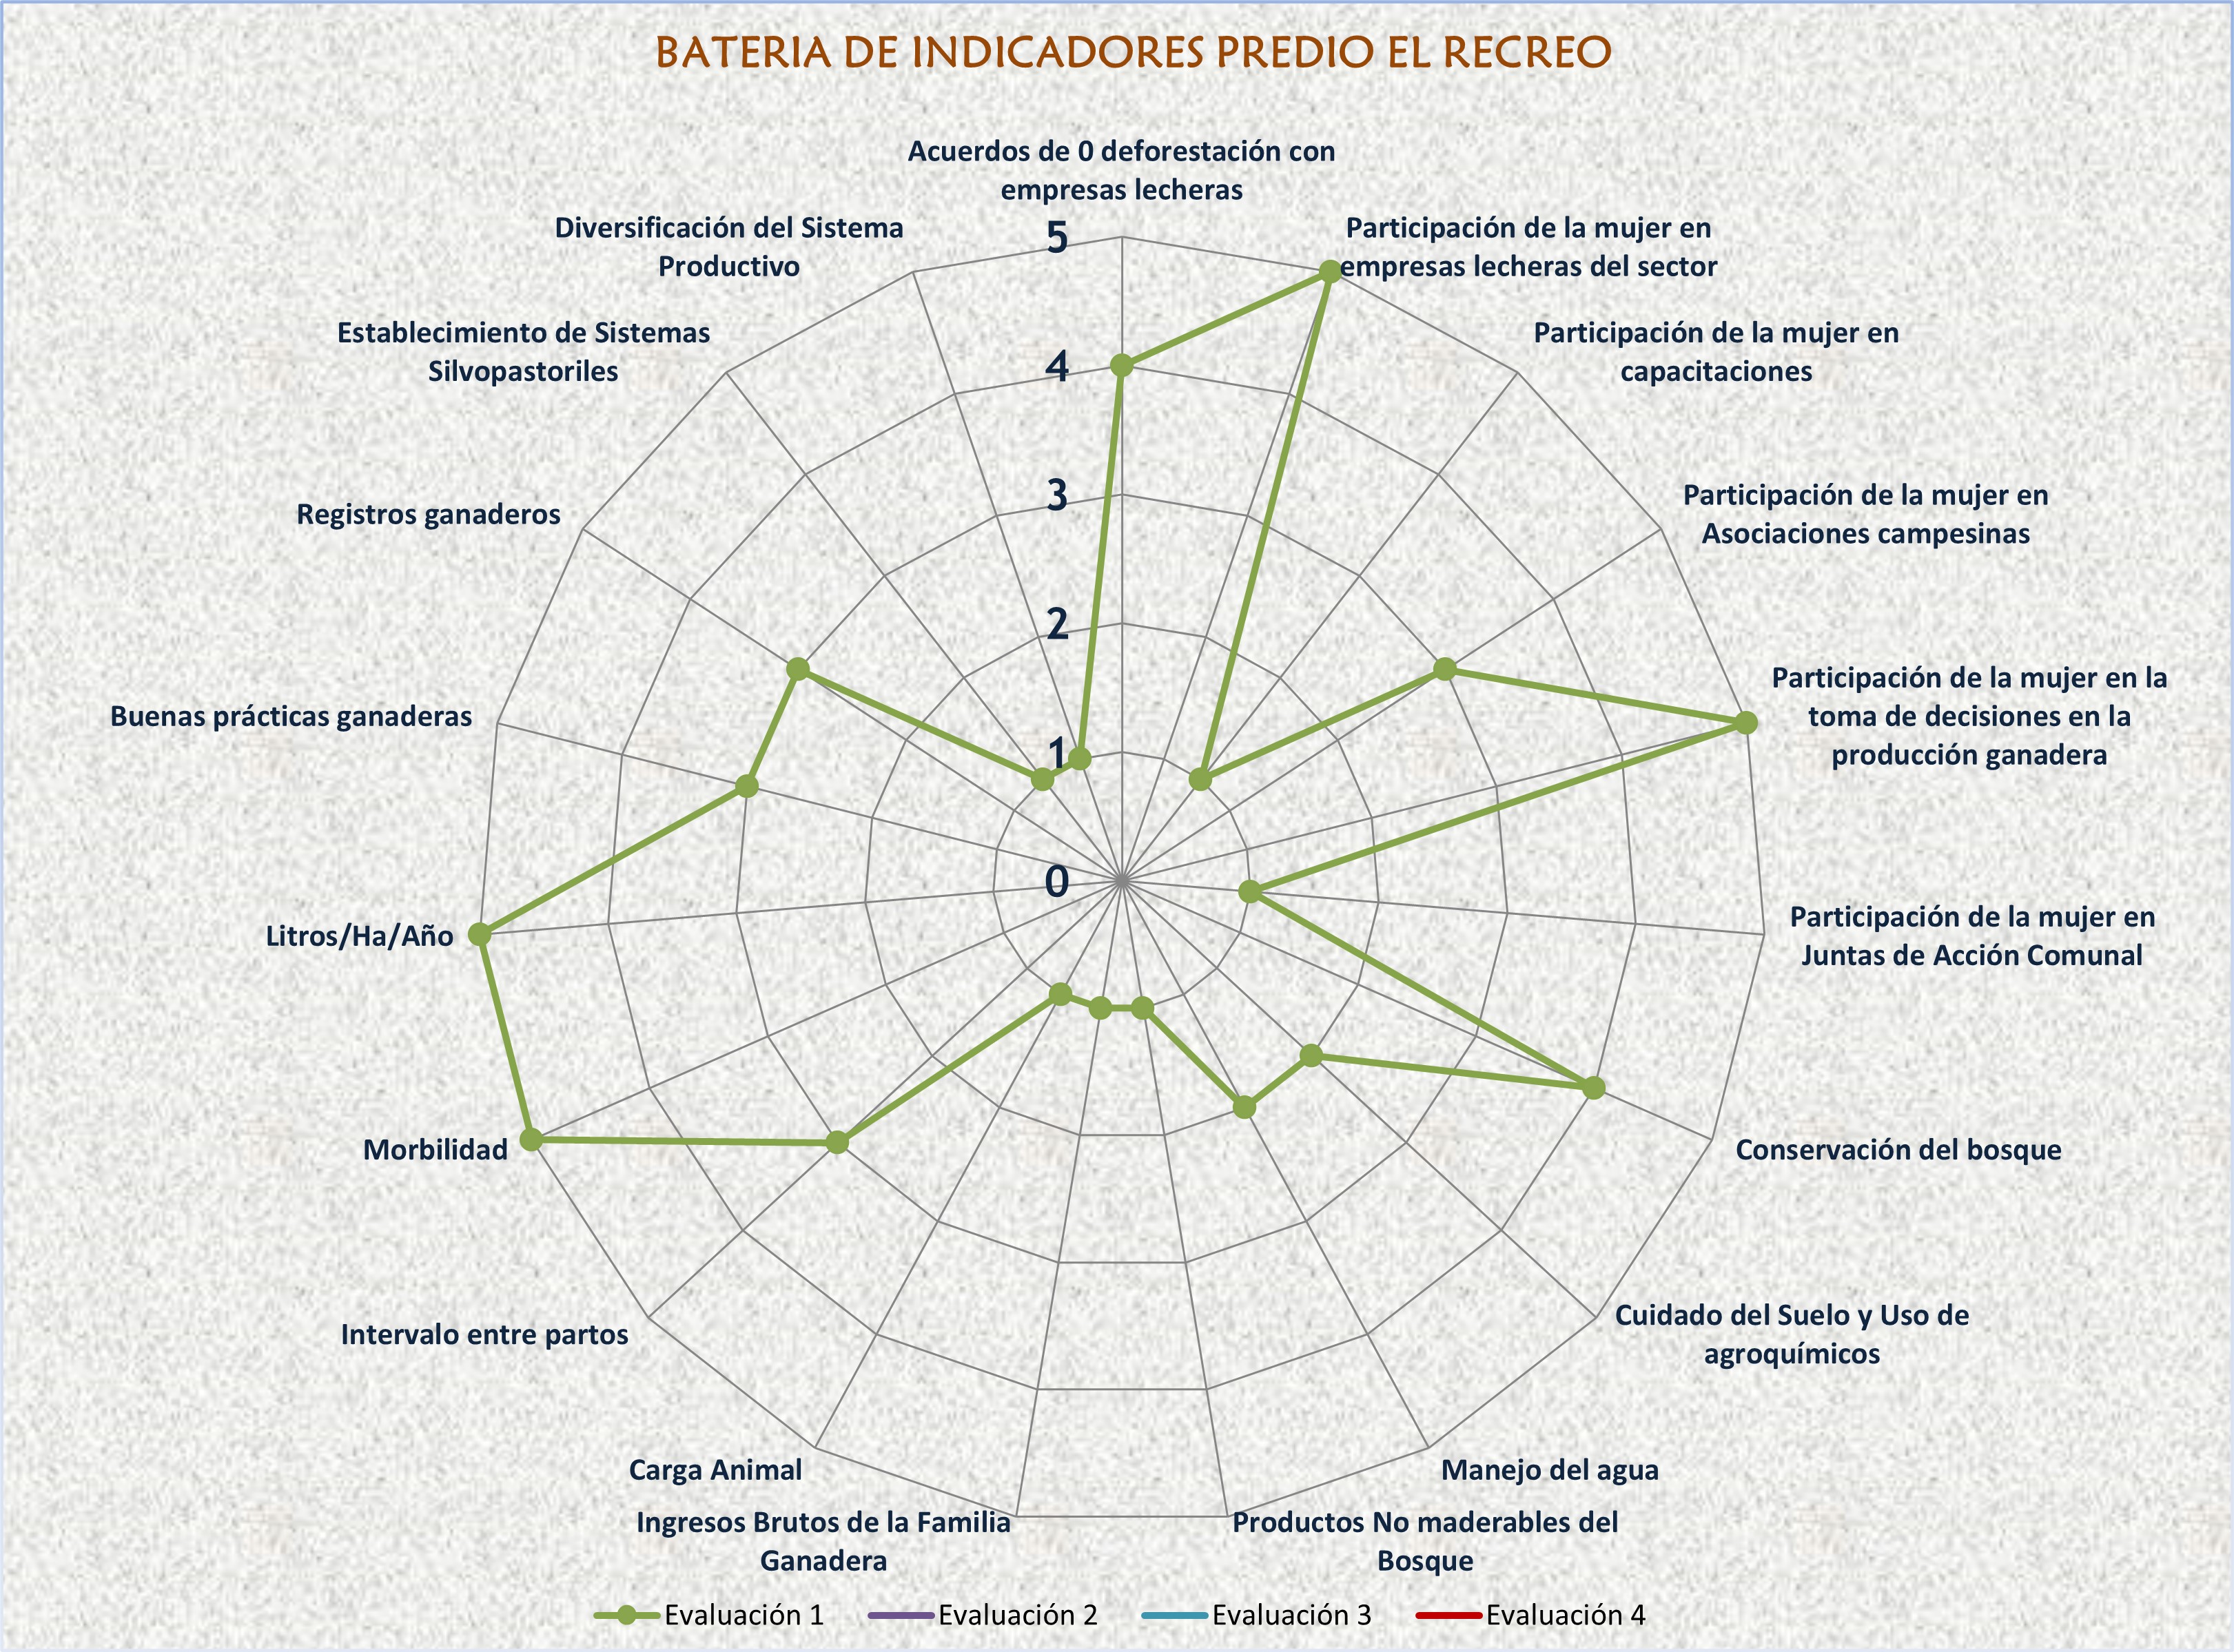 BATERIA DE INDICADORES PREDIO EL RECREO
Acuerdos de 0 deforestación con
empresas lecheras
Participación de la mujer en
empresas lecheras del sector
Participación de la mujer en
capacitaciones
Participación de la mujer en
Asociaciones campesinas
Participación de la mujer en la
toma de decisiones en la
producción ganadera
Participación de la mujer en
Juntas de Acción Comunal
Conservación del bosque
Cuidado del Suelo y Uso de
agroquímicos
Manejo del agua
Productos No maderables del
Bosque
Ingresos Brutos de la Familia
Ganadera
Carga Animal
Intervalo entre partos
Morbilidad
Litros/Ha/Año
Buenas prácticas ganaderas
Registros ganaderos
Establecimiento de Sistemas
Silvopastoriles
Diversificación del Sistema
Productivo
5
4
3
2
1
0
Evaluación 1
Evaluación 2
Evaluación 3
Evaluación 4